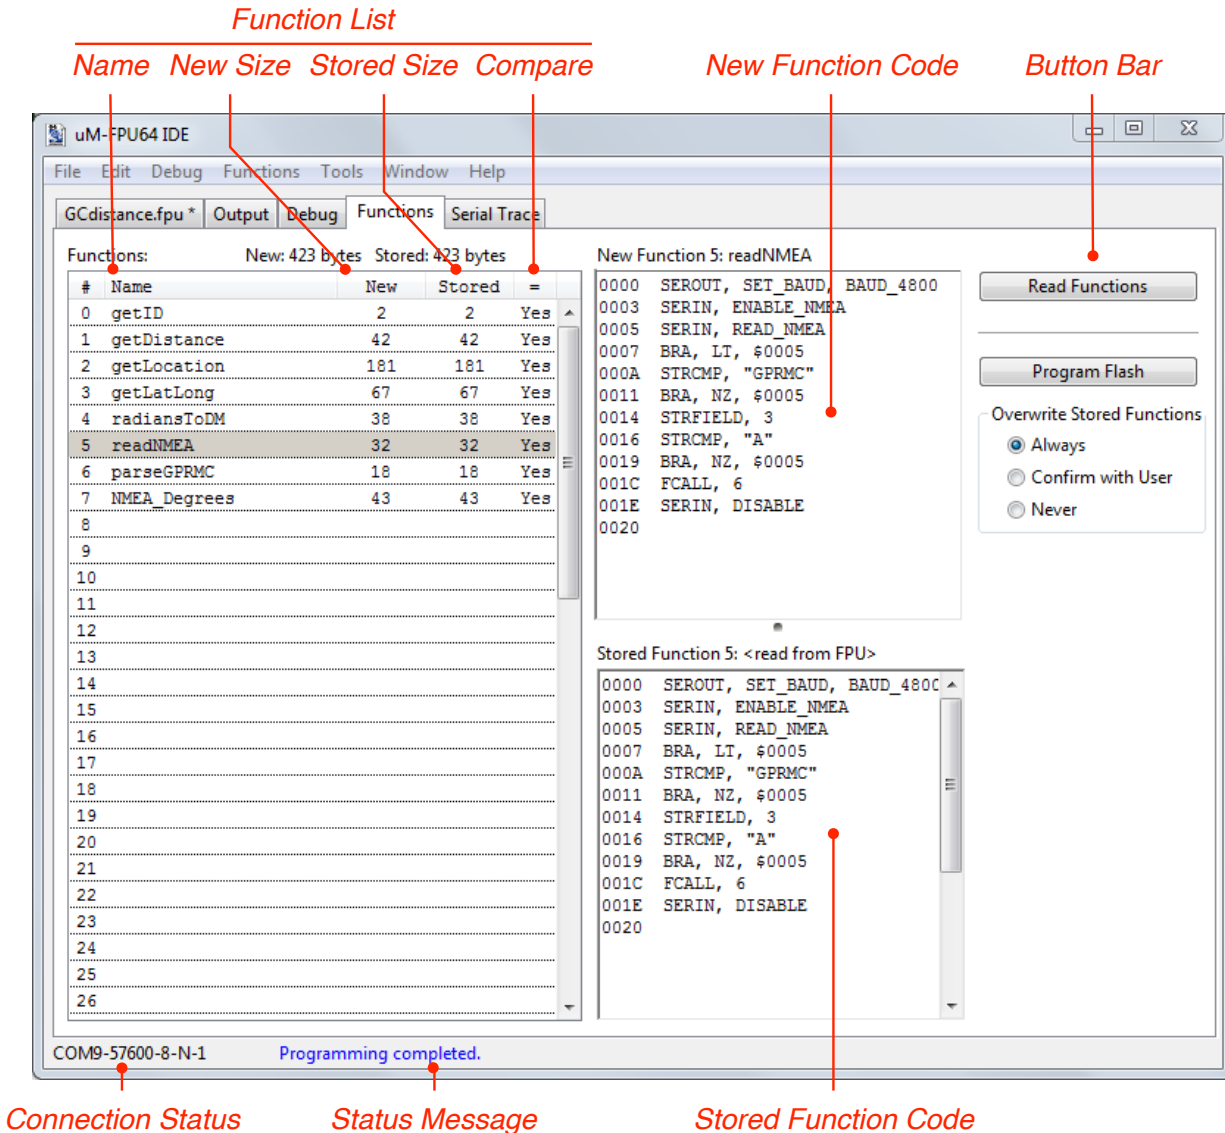 Function List
Name New Size Stored Size Compare New Function Code Button Bar
uM-FPU64 IDE
File Edit Debug Functions Tools Window Help
GCdistance.fpu * Output Debug Functions Serial Trace
Functions: New: 423 bytes Stored: 423 bytes
# Name New Stored =
0 getID 2 2 Yes
1 getDistance 42 42 Yes
2 getLocation 181 181 Yes
3 getLatLong 67 67 Yes
4 radiansToDM 38 38 Yes
5 readNMEA 32 32 Yes
6 parseGPRMC 18 18 Yes
7 NMEA_Degrees 43 43 Yes
8
9
10
11
12
13
14
15
16
17
18
19
20
21
22
23
24
25
26
New Function 5: readNMEA
0000 SEROUT, SET_BAUD, BAUD_4800
0003 SERIN, ENABLE_NMEA
0005 SERIN, READ_NMEA
0007 BRA, LT, $0005
000A STRCMP, "GPRMC"
0011 BRA, NZ, $0005
0014 STRFIELD, 3
0016 STRCMP, "A"
0019 BRA, NZ, $0005
001C FCALL, 6
001E SERIN, DISABLE
0020
Stored Function 5: <read from FPU>
0000 SEROUT, SET_BAUD, BAUD_4800
0003 SERIN, ENABLE_NMEA
0005 SERIN, READ_NMEA
0007 BRA, LT, $0005
000A STRCMP, "GPRMC"
0011 BRA, NZ, $0005
0014 STRFIELD, 3
0016 STRCMP, "A"
0019 BRA, NZ, $0005
001C FCALL, 6
001E SERIN, DISABLE
0020
Read Functions
Program Flash
Overwrite Stored Functions
Always
Confirm with User
Never
COM9-57600-8-N-1 Programming completed.
Connection Status Status Message Stored Function Code